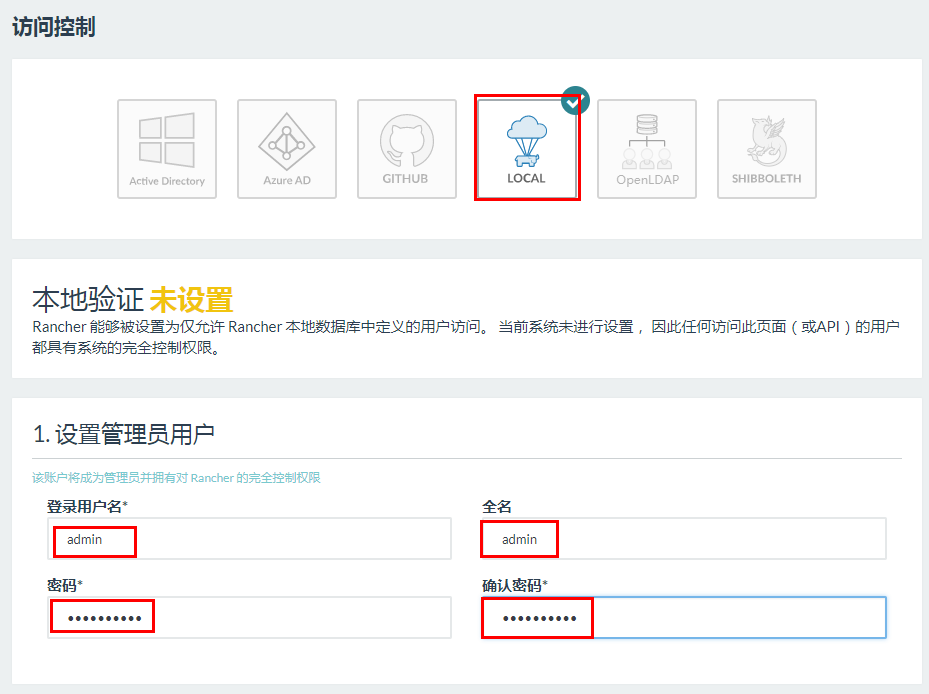 访问控制
Active Directory
Azure AD
GITHUB
LOCAL
OpenLDAP
SHIBBOLETH
本地验证 未设置
Rancher 能够被设置为仅允许 Rancher 本地数据库中定义的用户访问。 当前系统未进行设置 ，因此任何访问此页面（或API）的用户
都具有系统的完全控制权限。
1. 设置管理员用户
该账户将成为管理员并拥有对 Rancher 的完全控制权限
登录用户名*
全名
admin
admin
密码*
确认密码*
••••••••••
••••••••••